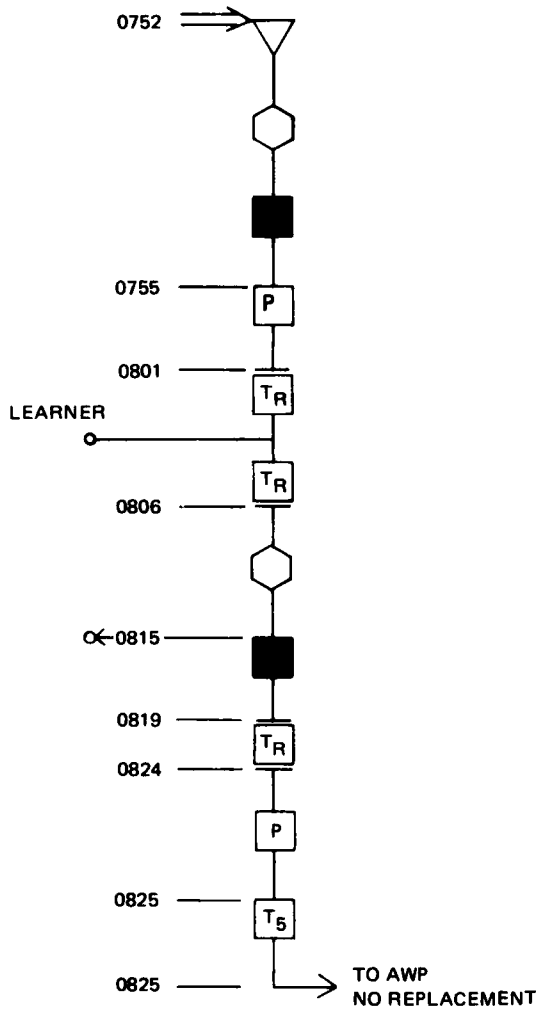 0752
0755
P
0801
TR
LEARNER
TR
0806
0815
0819
TR
0824
P
0825
T5
0825
TO AWP
NO REPLACEMENT